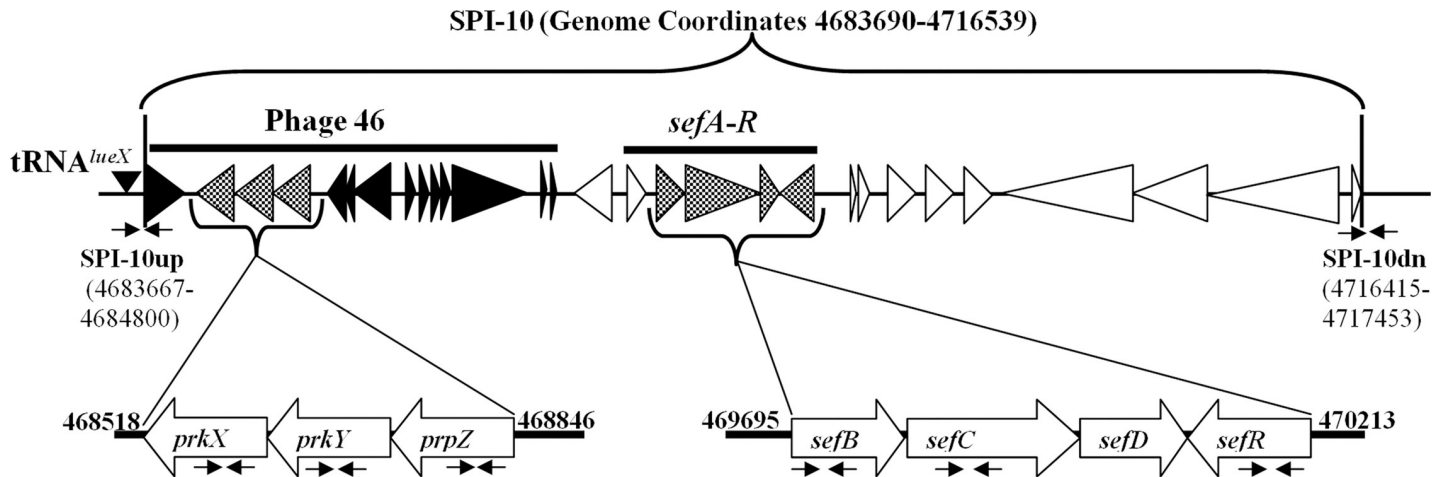 SPI-10 (Genome Coordinates 4683690-4716539)
Phage 46
sefA-R
tRNA lueX
SPI-10up
(4683667-
4684800)
SPI-10dn
(4716415-
4717453)
468518
prkX
prkY
prpZ
468846
469695
sefB
sefC
sefD
sefR
470213